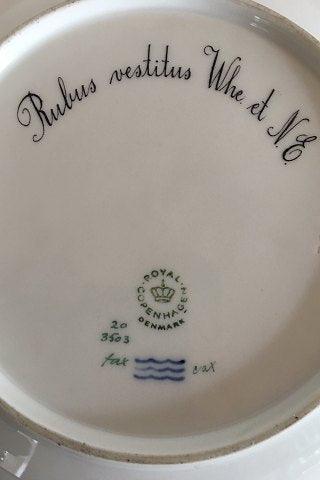 Rubus vestitus Whe. et N.E.
ROYAL
COPENHAGEN
DENMARK
20
3503